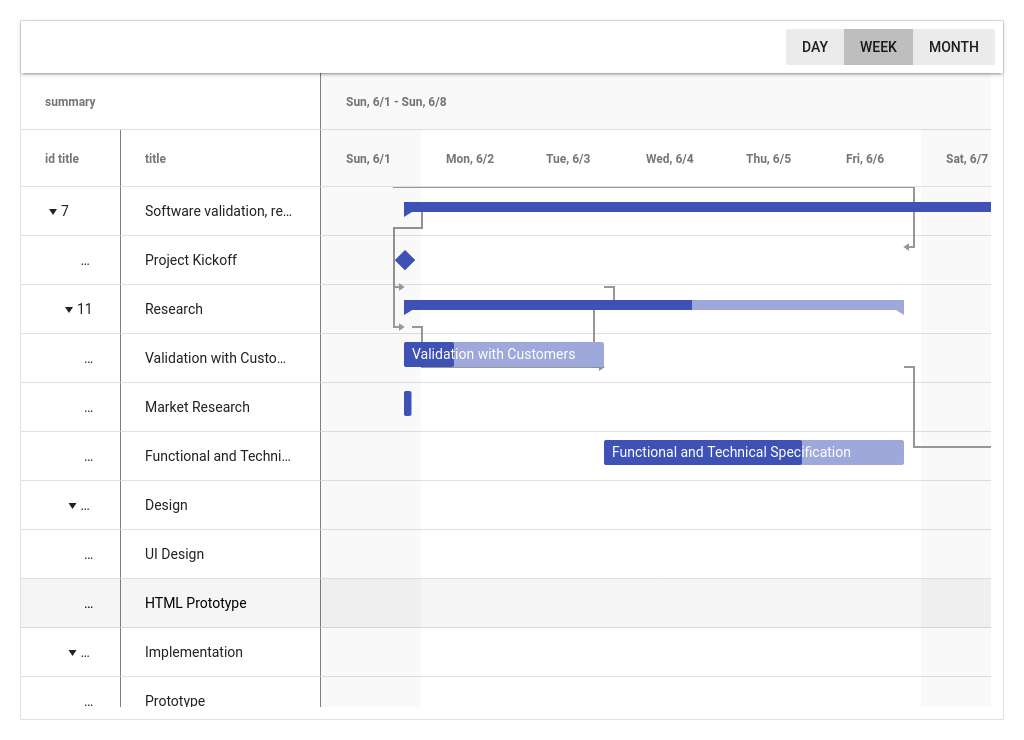 DAY WEEK MONTH
summary Sun, 6/1 - Sun, 6/8
id title title Sun, 6/1 Mon, 6/2 Tue, 6/3 Wed, 6/4 Thu, 6/5 Fri, 6/6 Sat, 6/7
7 Software validation, re...
... Project Kickoff
11 Research
... Validation with Custo... Validation with Customers
... Market Research
... Functional and Techni... Functional and Technical Specification
... Design
... UI Design
... HTML Prototype
... Implementation
... Prototype